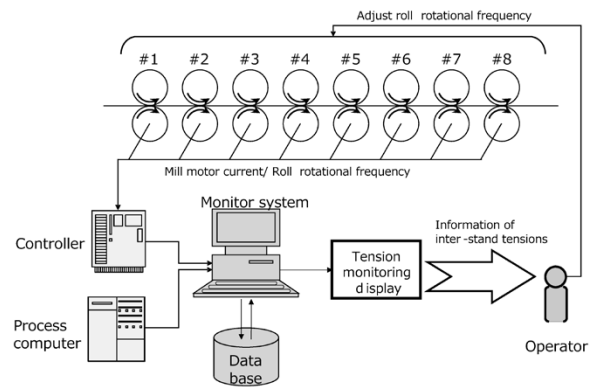 Adjust roll rotational frequency
#1 #2 #3 #4 #5 #6 #7 #8
Mill motor current/ Roll rotational frequency
Monitor system
Controller
Information of
inter-stand tensions
Tension
monitoring
display
Process
computer
Data
base
Operator